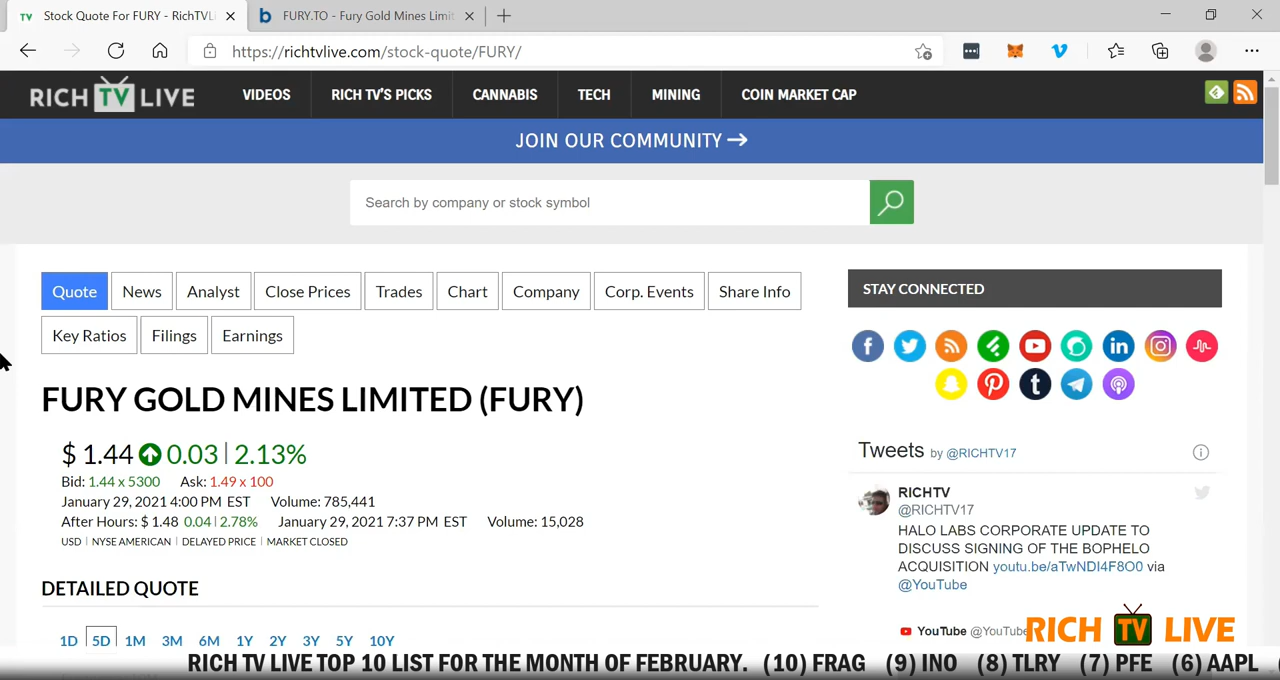 Stock Quote For FURY - RichTVLi
FURY.TO - Fury Gold Mines Limit
https://richtvlive.com/stock-quote/FURY/
RICH TV LIVE
VIDEOS
RICH TV'S PICKS
CANNABIS
TECH
MINING
COIN MARKET CAP
JOIN OUR COMMUNITY →
Search by company or stock symbol
Quote
News
Analyst
Close Prices
Trades
Chart
Company
Corp. Events
Share Info
Key Ratios
Filings
Earnings
FURY GOLD MINES LIMITED (FURY)
$ 1.44 0.03 | 2.13%
Bid: 1.44 x 5300 Ask: 1.49 x 100
January 29, 2021 4:00 PM EST Volume: 785,441
After Hours: $ 1.48 0.04 | 2.78% January 29, 2021 7:37 PM EST Volume: 15,028
USD | NYSE AMERICAN | DELAYED PRICE | MARKET CLOSED
DETAILED QUOTE
1D 5D 1M 3M 6M 1Y 2Y 3Y 5Y 10Y
STAY CONNECTED
Tweets by @RICHTV17
RICHTV
@RICHTV17
HALO LABS CORPORATE UPDATE TO
DISCUSS SIGNING OF THE BOPHELO
ACQUISITION youtu.be/aTwNDI4F8O0 via
@YouTube
YouTube @YouTube
RICH TV LIVE
RICH TV LIVE TOP 10 LIST FOR THE MONTH OF FEBRUARY. (10) FRAG (9) INO (8) TLRY (7) PFE (6) AAPL